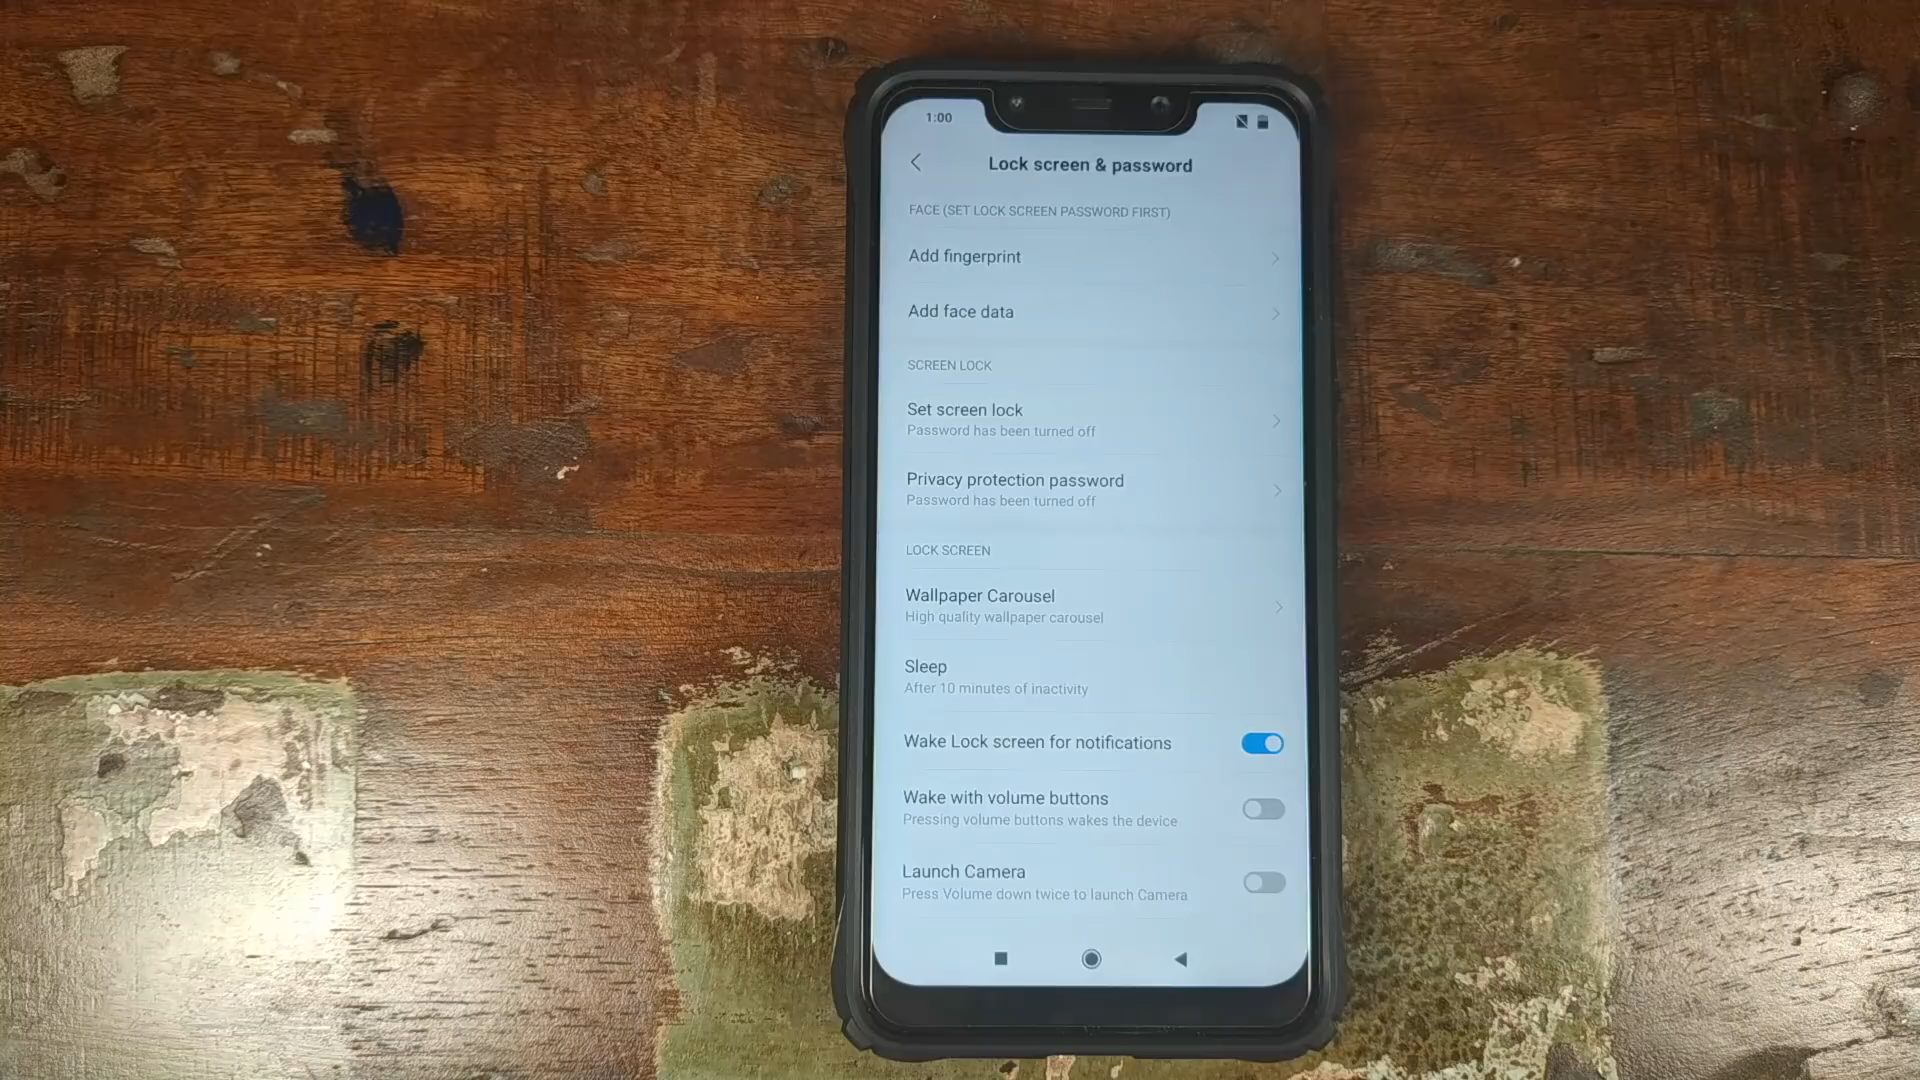 1:00
Lock screen & password
FACE (SET LOCK SCREEN PASSWORD FIRST)
Add fingerprint
Add face data
SCREEN LOCK
Set screen lock
Password has been turned off
Privacy protection password
Password has been turned off
LOCK SCREEN
Wallpaper Carousel
High quality wallpaper carousel
Sleep
After 10 minutes of inactivity
Wake Lock screen for notifications
Wake with volume buttons
Pressing volume buttons wakes the device
Launch Camera
Press Volume down twice to launch Camera